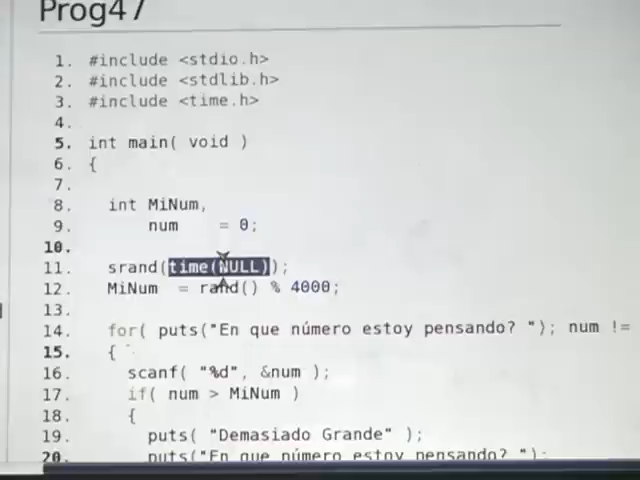 Prog47
1. #include <stdio.h>
2. #include <stdlib.h>
3. #include <time.h>
4.
5. int main( void )
6. {
7.
8. int MiNum,
9. num = 0;
10.
11. srand(time(NULL));
12. MiNum = rand() % 4000;
13.
14. for( puts("En que número estoy pensando? "); num !=
15. {
16. scanf( "%d", &num );
17. if( num > MiNum )
18. {
19. puts( "Demasiado Grande" );
20. puts("En que número estoy pensando? ");